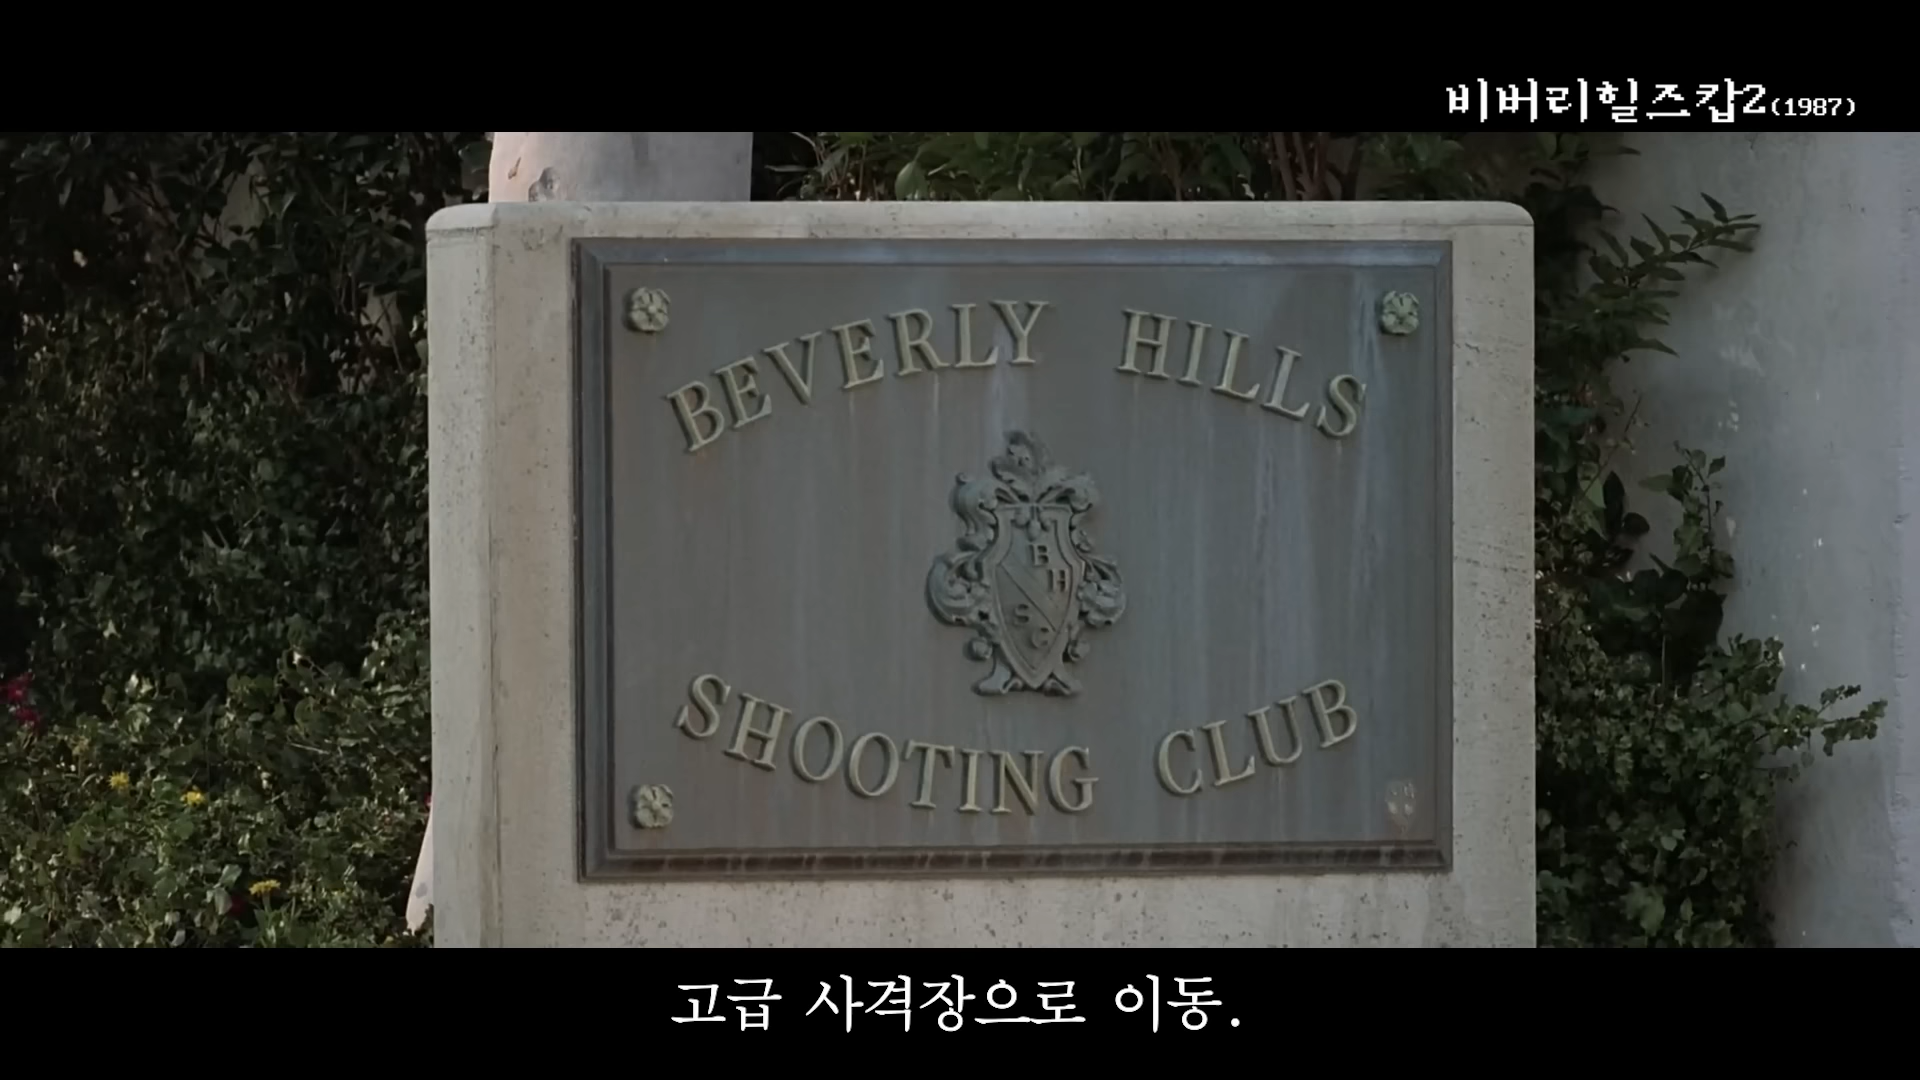 비버리힐즈캅2(1987)
BEVERLY HILLS
B
H
S
C
SHOOTING CLUB
고급 사격장으로 이동.